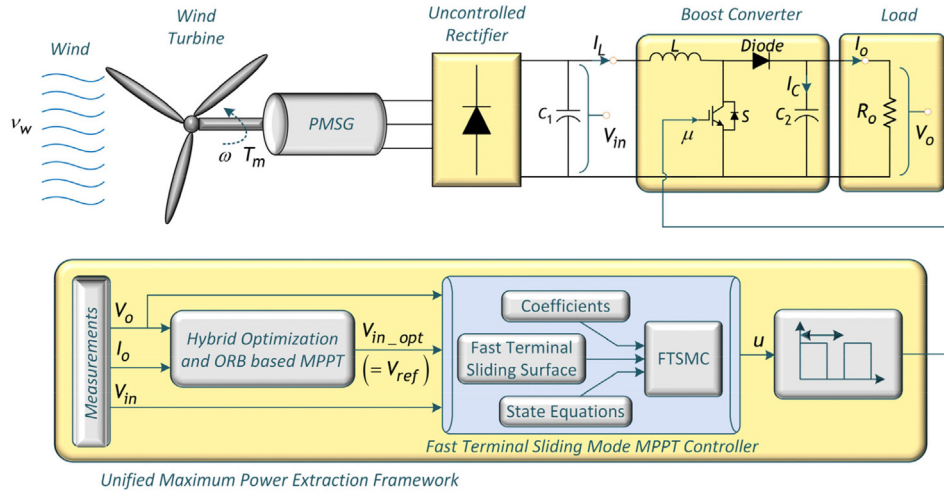 Wind
Wind
Turbine
Uncontrolled
Rectifier
Boost Converter
Load
ν_w
ω
T_m
PMSG
C_1
I_L
V_in
L
Diode
μ
S
I_C
C_2
I_o
R_o
V_o
Measurements
V_o
I_o
V_in
Hybrid Optimization
and ORB based MPPT
V_in_opt
(= V_ref)
Coefficients
Fast Terminal
Sliding Surface
State Equations
FTSMC
u
Fast Terminal Sliding Mode MPPT Controller
Unified Maximum Power Extraction Framework